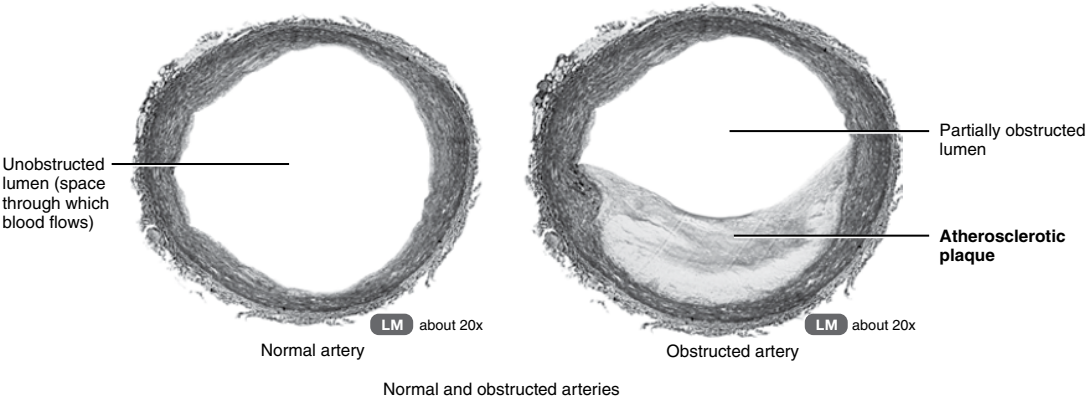 Unobstructed
lumen (space
through which
blood flows)
Partially obstructed
lumen
Atherosclerotic
plaque
LM about 20x
LM about 20x
Normal artery
Obstructed artery
Normal and obstructed arteries